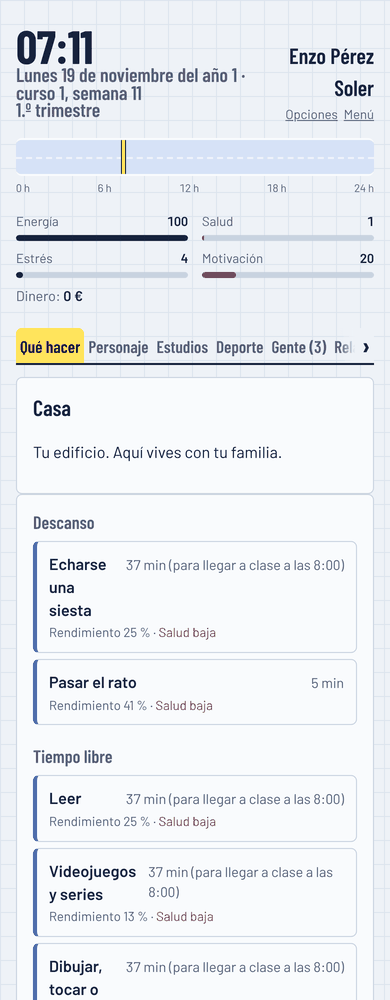 07:11
Lunes 19 de noviembre del año 1 ·
curso 1, semana 11
1.º trimestre
Enzo Pérez
Soler
Opciones Menú
0 h 6 h 12 h 18 h 24 h
Energía 100 Salud 1
Estrés 4 Motivación 20
Dinero: 0 €
Qué hacer Personaje Estudios Deporte Gente (3) Rel ›
Casa
Tu edificio. Aquí vives con tu familia.
Descanso
Echarse 37 min (para llegar a clase a las 8:00)
una
siesta
Rendimiento 25 % · Salud baja
Pasar el rato 5 min
Rendimiento 41 % · Salud baja
Tiempo libre
Leer 37 min (para llegar a clase a las 8:00)
Rendimiento 25 % · Salud baja
Videojuegos 37 min (para llegar a clase a las
y series 8:00)
Rendimiento 13 % · Salud baja
Dibujar, 37 min (para llegar a clase a las 8:00)
tocar o